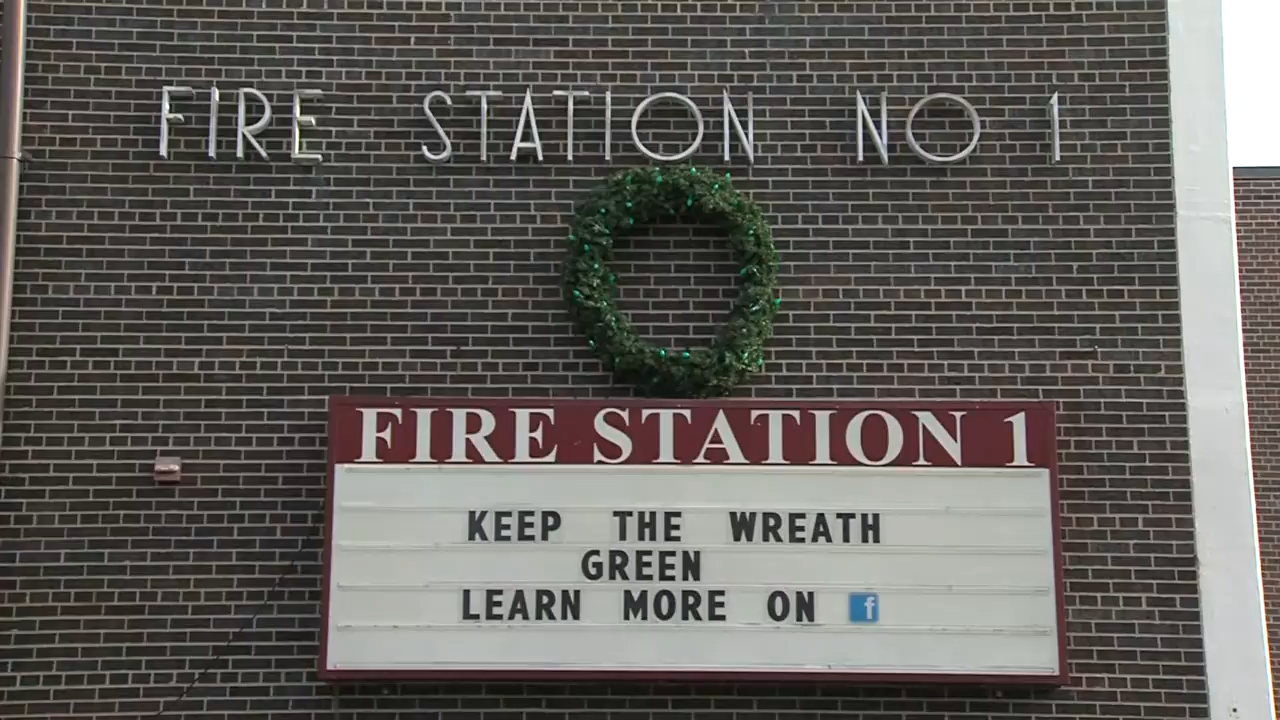 FIRE STATION NO 1
FIRE STATION 1
KEEP THE WREATH
GREEN
LEARN MORE ON f